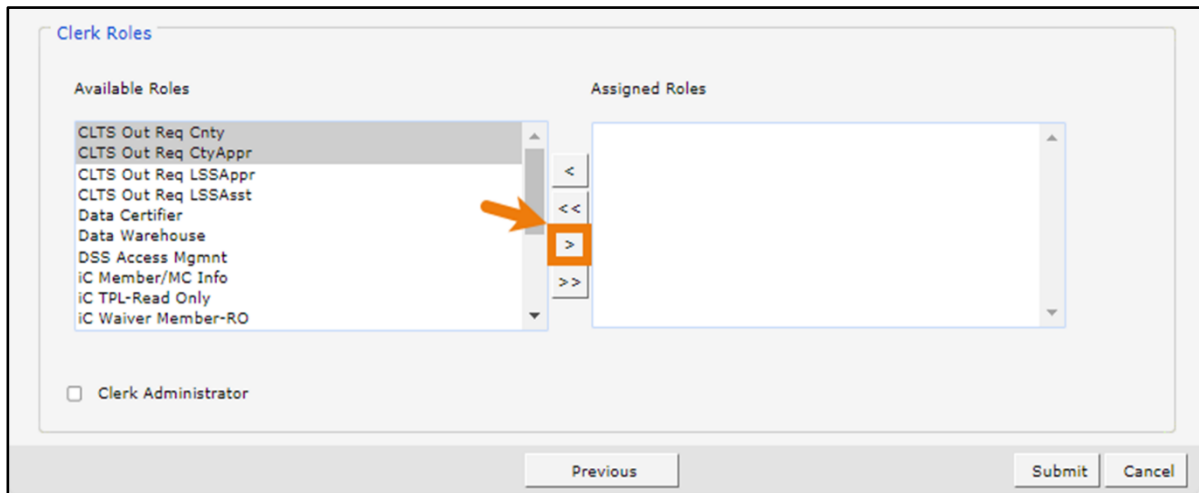 Clerk Roles
Available Roles
Assigned Roles
CLTS Out Req Cnty
CLTS Out Req CtyAppr
CLTS Out Req LSSAppr
CLTS Out Req LSSAsst
Data Certifier
Data Warehouse
DSS Access Mgmnt
iC Member/MC Info
iC TPL-Read Only
iC Waiver Member-RO
<
<<
>
>>
Clerk Administrator
Previous
Submit
Cancel